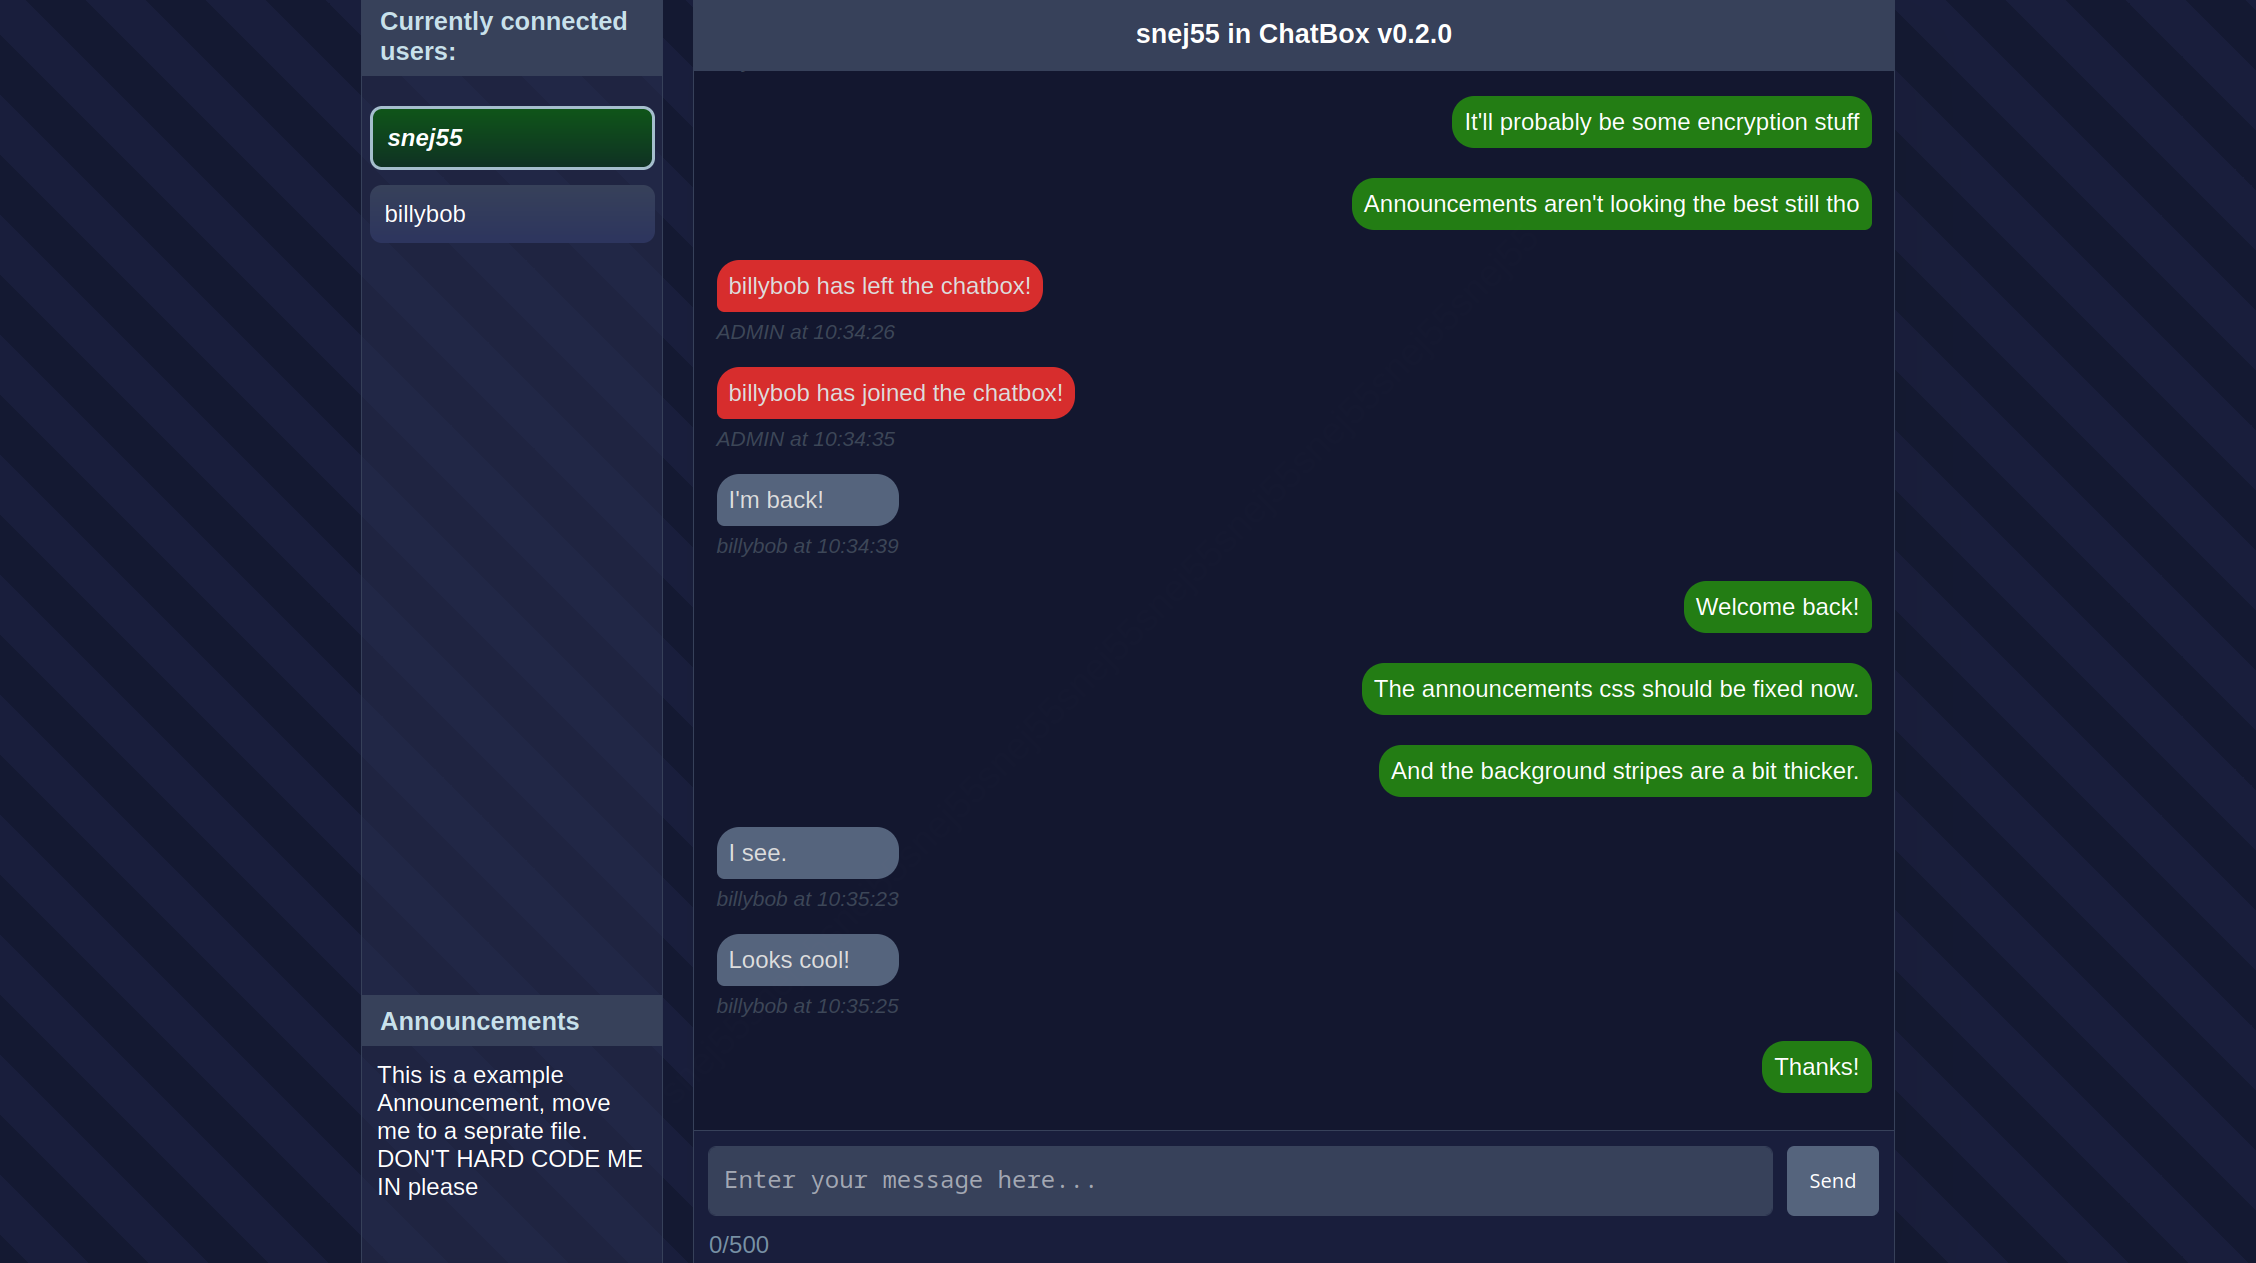 Currently connected
users:
snej55
billybob
Announcements
This is a example
Announcement, move
me to a seprate file.
DON'T HARD CODE ME
IN please
snej55 in ChatBox v0.2.0
It'll probably be some encryption stuff
Announcements aren't looking the best still tho
billybob has left the chatbox!
ADMIN at 10:34:26
billybob has joined the chatbox!
ADMIN at 10:34:35
I'm back!
billybob at 10:34:39
Welcome back!
The announcements css should be fixed now.
And the background stripes are a bit thicker.
I see.
billybob at 10:35:23
Looks cool!
billybob at 10:35:25
Thanks!
Enter your message here...
Send
0/500